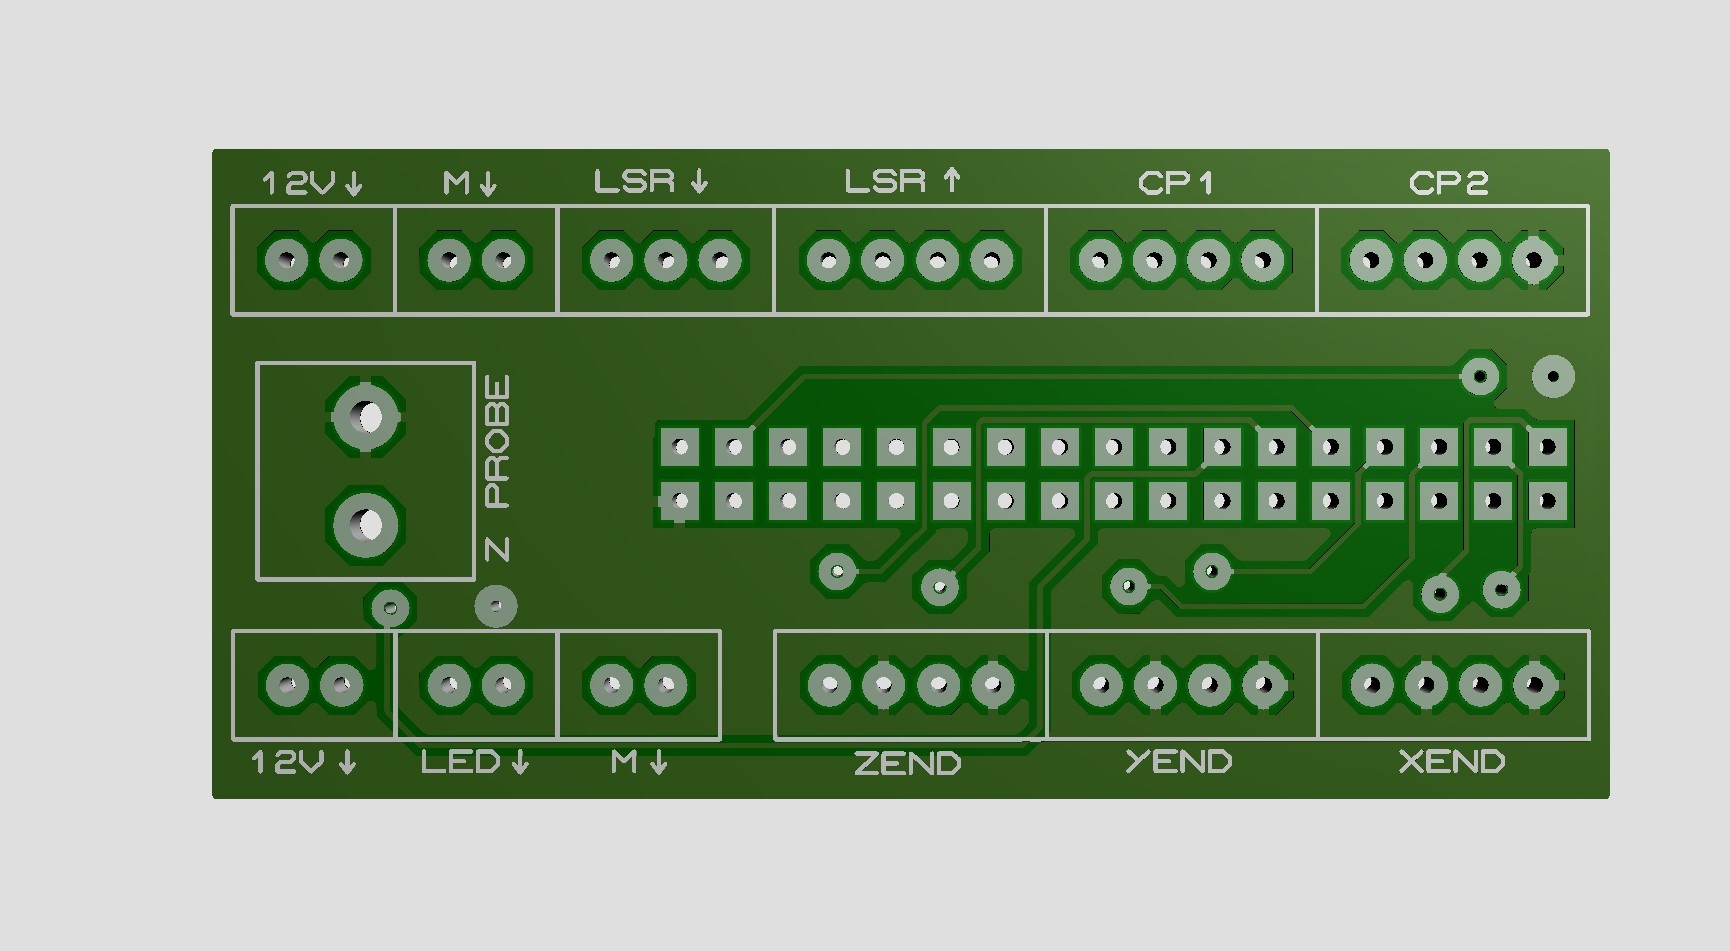 12V ↓ M ↓ LSR ↓ LSR ↑ CP1 CP2
Z PROBE
12V ↓ LED ↓ M ↓ ZEND YEND XEND